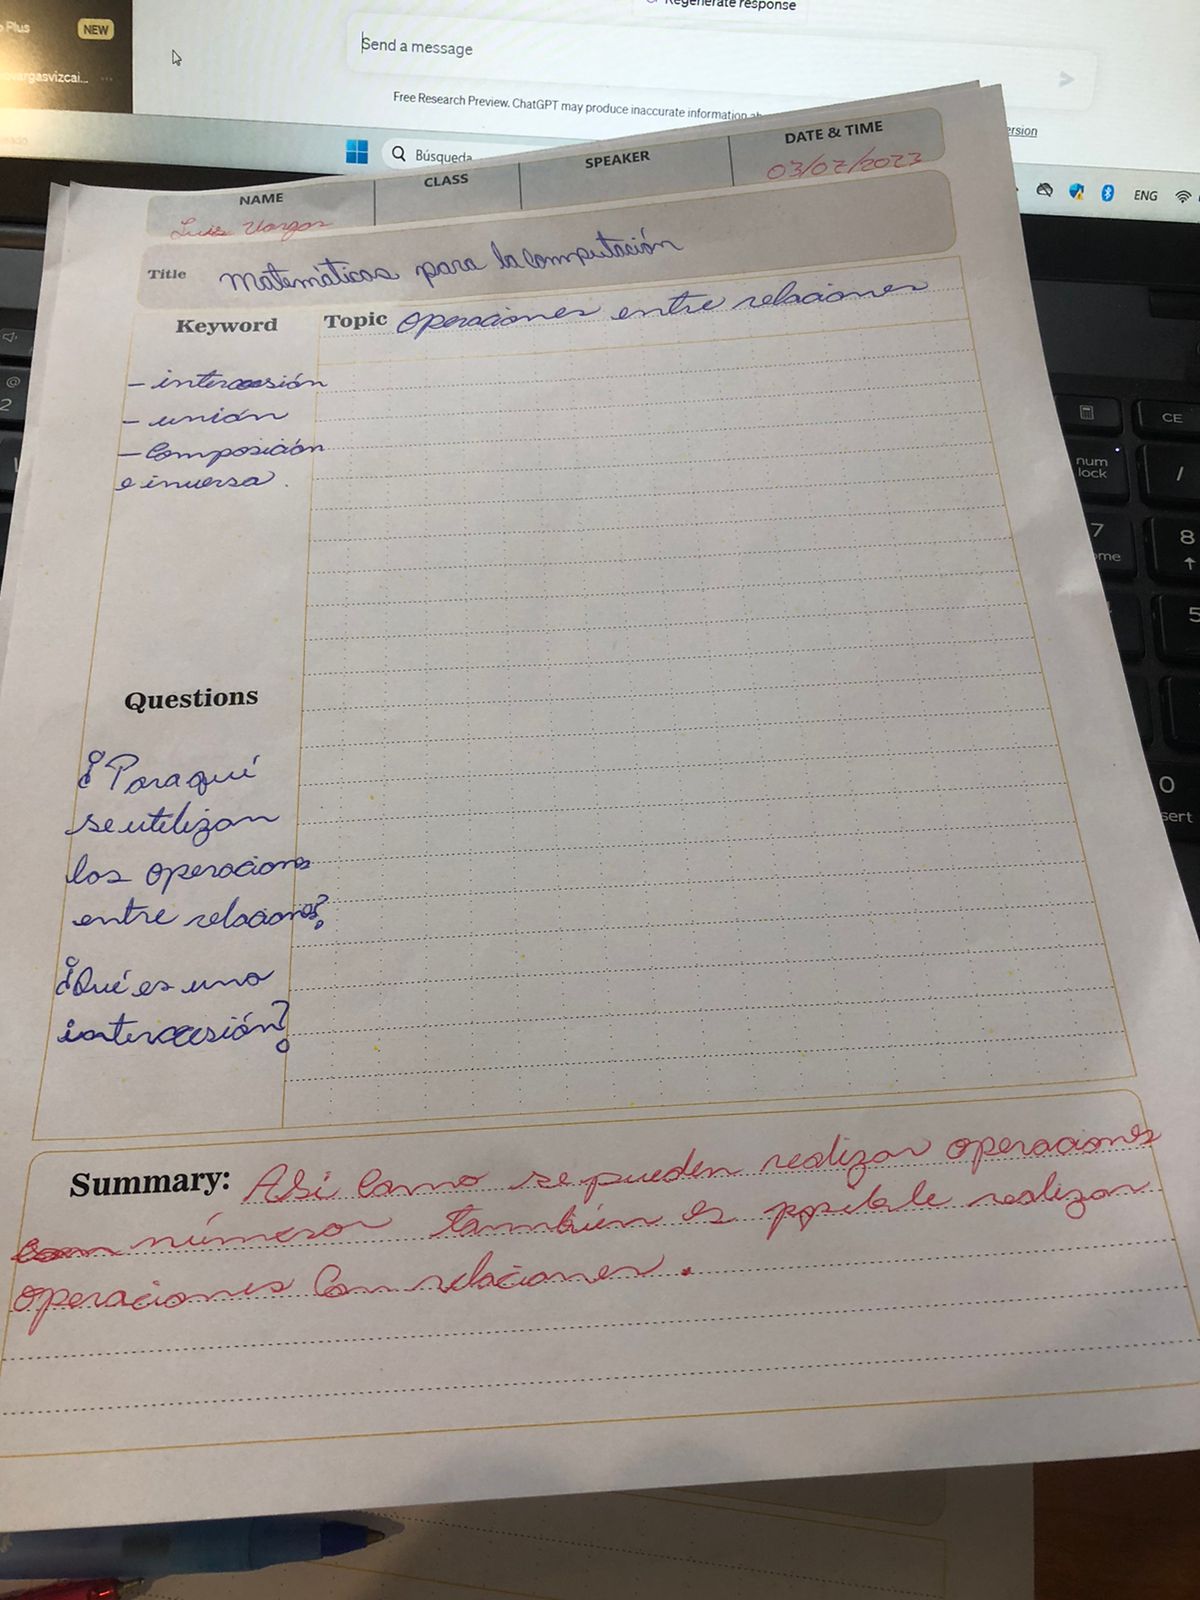 Plus
NEW
ovargasvizcai...
Regenerate response
Send a message
Free Research Preview. ChatGPT may produce inaccurate information
ersion
Búsqueda
ENG
NAME
CLASS
SPEAKER
DATE & TIME
Luis Vargas
03/07/2023
Title Matemáticas para la computación
Keyword
Topic Operaciones entre relaciones
- intercesión
- unión
- Composición
e inversa.
Questions
¿Para qué
se utilizan
las operaciones
entre relaciones?
¿Qué es una
intercesión?
Summary: Así como se pueden realizar operaciones
con números también es posible realizar
operaciones con relaciones.
@
2
CE
num
lock
/
7
ome
8
5
0
sert